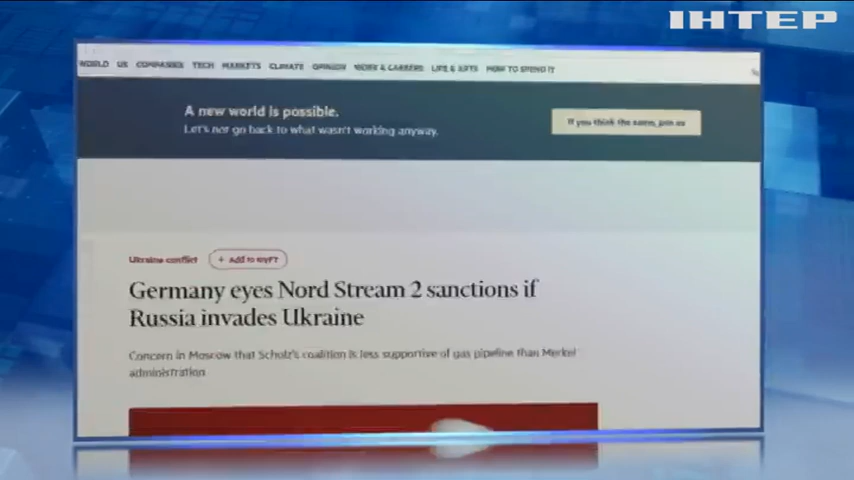 ІНТЕР
WORLD US COMPANIES TECH MARKETS CLIMATE OPINION WORK & CAREERS LIFE & ARTS HOW TO SPEND IT
A new world is possible.
Let's not go back to what wasn't working anyway.
If you think the same, join us
Ukraine conflict + Add to myFT
Germany eyes Nord Stream 2 sanctions if
Russia invades Ukraine
Concern in Moscow that Scholz's coalition is less supportive of gas pipeline than Merkel
administration